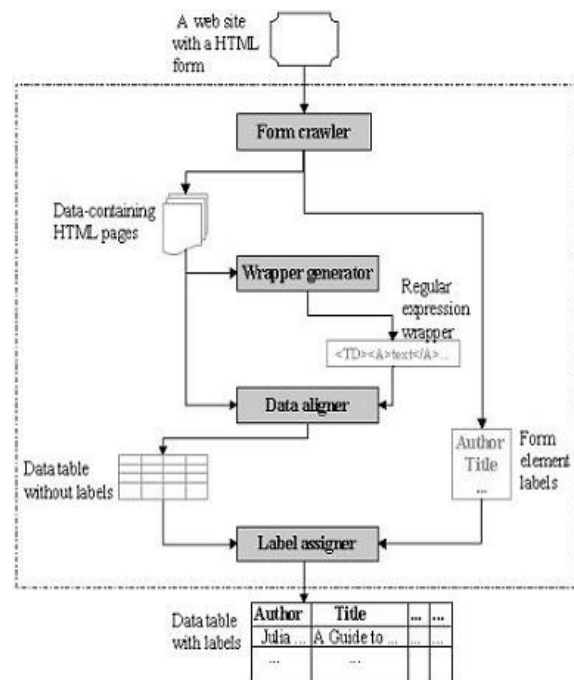 A web site
with a HTML
form
Form crawler
Data-containing
HTML pages
Wrapper generator
Regular
expression
wrapper
<TD><A>text</A>...
Data aligner
Data table
without labels
Author
Title
...
Form
element
labels
Label assigner
Data table
with labels
Author Title ... ...
Julia ... A Guide to ... ... ...
... ...